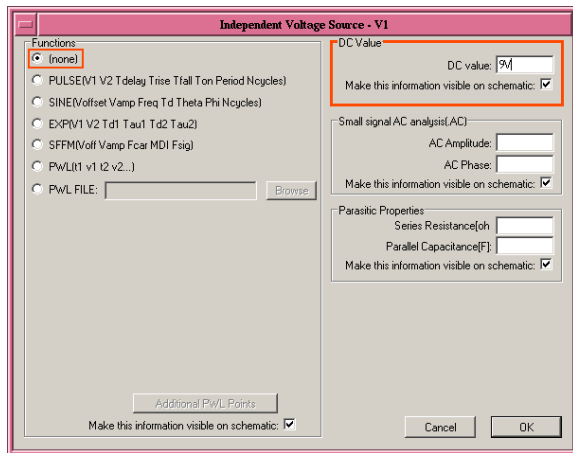 Independent Voltage Source - V1
Functions
(none)
PULSE(V1 V2 Tdelay Trise Tfall Ton Period Ncycles)
SINE(Voffset Vamp Freq Td Theta Phi Ncycles)
EXP(V1 V2 Td1 Tau1 Td2 Tau2)
SFFM(Voff Vamp Fcar MDI Fsig)
PWL(t1 v1 t2 v2...)
PWL FILE:
Browse
Additional PWL Points
Make this information visible on schematic:
DC Value
DC value: 9V
Make this information visible on schematic:
Small signal AC analysis(.AC)
AC Amplitude:
AC Phase:
Make this information visible on schematic:
Parasitic Properties
Series Resistance[oh
Parallel Capacitance[F]:
Make this information visible on schematic:
Cancel
OK